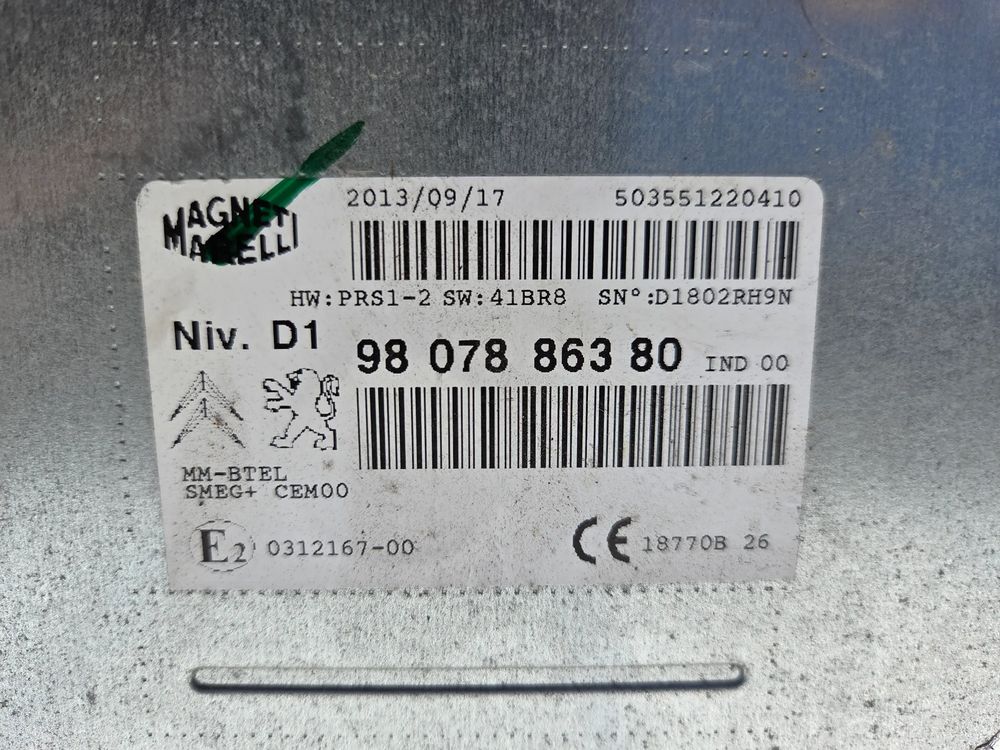 MAGNETI
MARELLI
2013/09/17
503551220410
HW:PRS1-2 SW:41BR8 SN°:D1802RH9N
Niv. D1
98 078 863 80 IND 00
MM-BTEL
SMEG+ CEM00
E2 0312167-00
CE 18770B 26